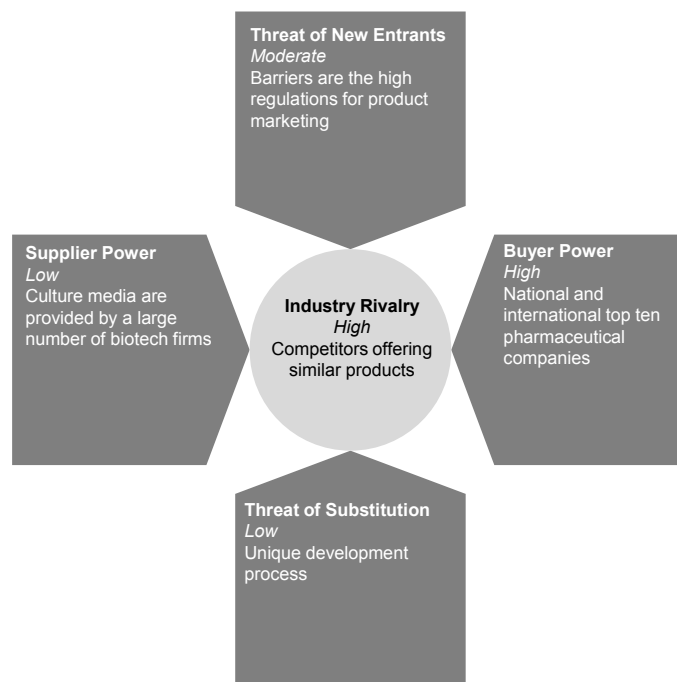 Threat of New Entrants
Moderate
Barriers are the high
regulations for product
marketing
Supplier Power
Low
Culture media are
provided by a large
number of biotech firms
Industry Rivalry
High
Competitors offering
similar products
Buyer Power
High
National and
international top ten
pharmaceutical
companies
Threat of Substitution
Low
Unique development
process